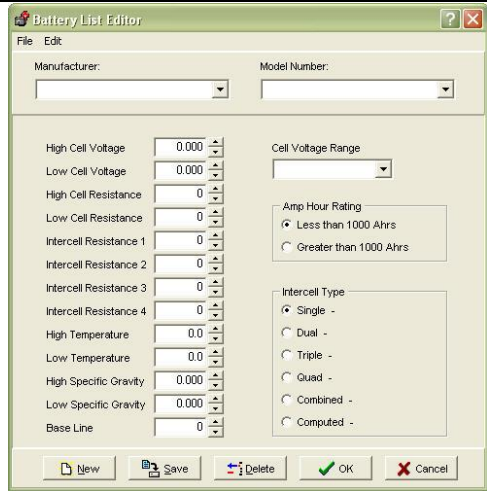 Battery List Editor
File Edit
Manufacturer: Model Number:
High Cell Voltage 0.000
Low Cell Voltage 0.000
High Cell Resistance 0
Low Cell Resistance 0
Intercell Resistance 1 0
Intercell Resistance 2 0
Intercell Resistance 3 0
Intercell Resistance 4 0
High Temperature 0.0
Low Temperature 0.0
High Specific Gravity 0.000
Low Specific Gravity 0.000
Base Line 0
Cell Voltage Range
Amp Hour Rating
Less than 1000 Ahrs
Greater than 1000 Ahrs
Intercell Type
Single -
Dual -
Triple -
Quad -
Combined -
Computed -
New Save Delete OK Cancel